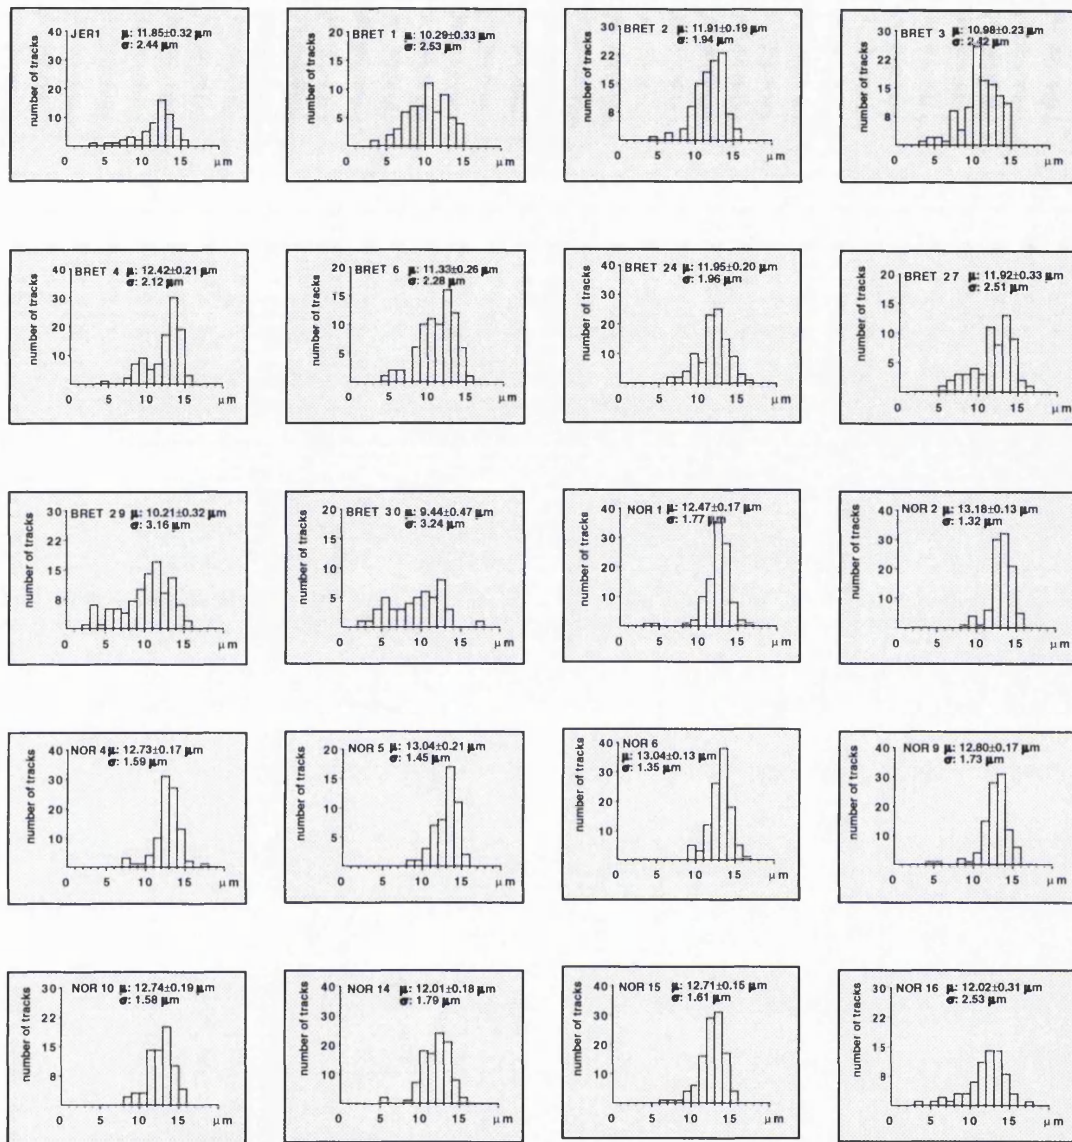 number of tracks
JER1 μ: 11.85±0.32 μm
σ: 2.44 μm
40
30
20
10
0 5 10 15 μm
number of tracks
BRET 1 μ: 10.29±0.33 μm
σ: 2.53 μm
20
15
10
5
0 5 10 15 μm
number of tracks
BRET 2 μ: 11.91±0.19 μm
σ: 1.94 μm
30
22
15
8
0 5 10 15 μm
number of tracks
BRET 3 μ: 10.98±0.23 μm
σ: 2.42 μm
30
22
15
8
0 5 10 15 μm
number of tracks
BRET 4 μ: 12.42±0.21 μm
σ: 2.12 μm
40
30
20
10
0 5 10 15 μm
number of tracks
BRET 6 μ: 11.33±0.26 μm
σ: 2.28 μm
20
15
10
5
0 5 10 15 μm
number of tracks
BRET 24 μ: 11.95±0.20 μm
σ: 1.96 μm
40
30
20
10
0 5 10 15 μm
number of tracks
BRET 27 μ: 11.92±0.33 μm
σ: 2.51 μm
20
15
10
5
0 5 10 15 μm
number of tracks
BRET 29 μ: 10.21±0.32 μm
σ: 3.16 μm
30
22
15
8
0 5 10 15 μm
number of tracks
BRET 30 μ: 9.44±0.47 μm
σ: 3.24 μm
20
15
10
5
0 5 10 15 μm
number of tracks
NOR 1 μ: 12.47±0.17 μm
σ: 1.77 μm
40
30
20
10
0 5 10 15 μm
number of tracks
NOR 2 μ: 13.18±0.13 μm
σ: 1.32 μm
40
30
20
10
0 5 10 15 μm
number of tracks
NOR 4 μ: 12.73±0.17 μm
σ: 1.59 μm
40
30
20
10
0 5 10 15 μm
number of tracks
NOR 5 μ: 13.04±0.21 μm
σ: 1.45 μm
20
15
10
5
0 5 10 15 μm
number of tracks
NOR 6
μ: 13.04±0.13 μm
σ: 1.35 μm
40
30
20
10
0 5 10 15 μm
number of tracks
NOR 9 μ: 12.80±0.17 μm
σ: 1.73 μm
40
30
20
10
0 5 10 15 μm
number of tracks
NOR 10 μ: 12.74±0.19 μm
σ: 1.58 μm
30
22
15
8
0 5 10 15 μm
number of tracks
NOR 14 μ: 12.01±0.18 μm
σ: 1.79 μm
40
30
20
10
0 5 10 15 μm
number of tracks
NOR 15 μ: 12.71±0.15 μm
σ: 1.61 μm
40
30
20
10
0 5 10 15 μm
number of tracks
NOR 16 μ: 12.02±0.31 μm
σ: 2.53 μm
30
22
15
8
0 5 10 15 μm